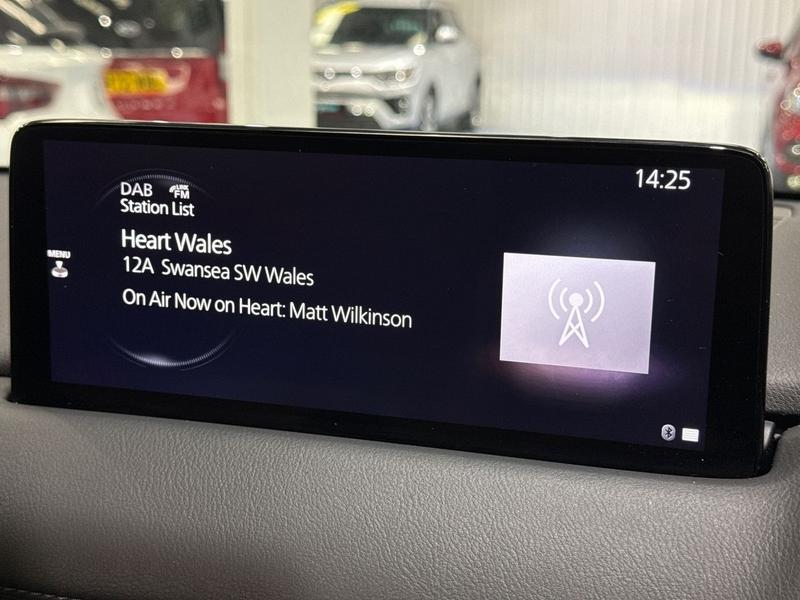 DAB LINK FM
14:25
Station List
Heart Wales
MENU
12A Swansea SW Wales
On Air Now on Heart: Matt Wilkinson